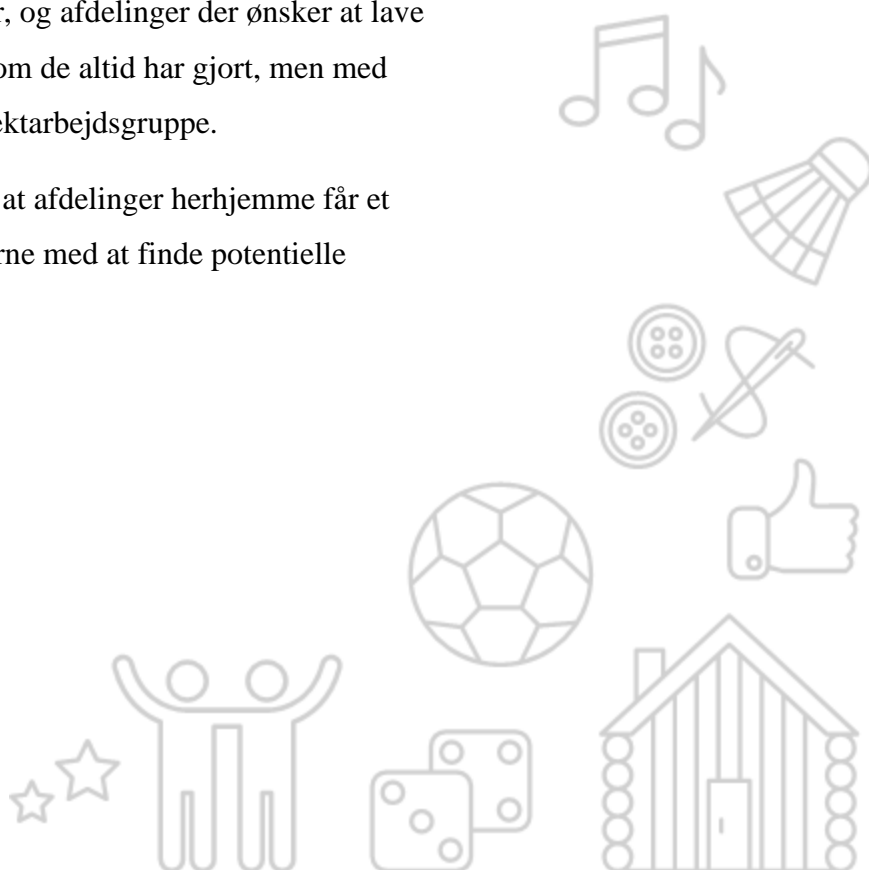 , og afdelinger der ønsker at lave
om de altid har gjort, men med
ektarbejdsgruppe.
at afdelinger herhjemme får et
rne med at finde potentielle